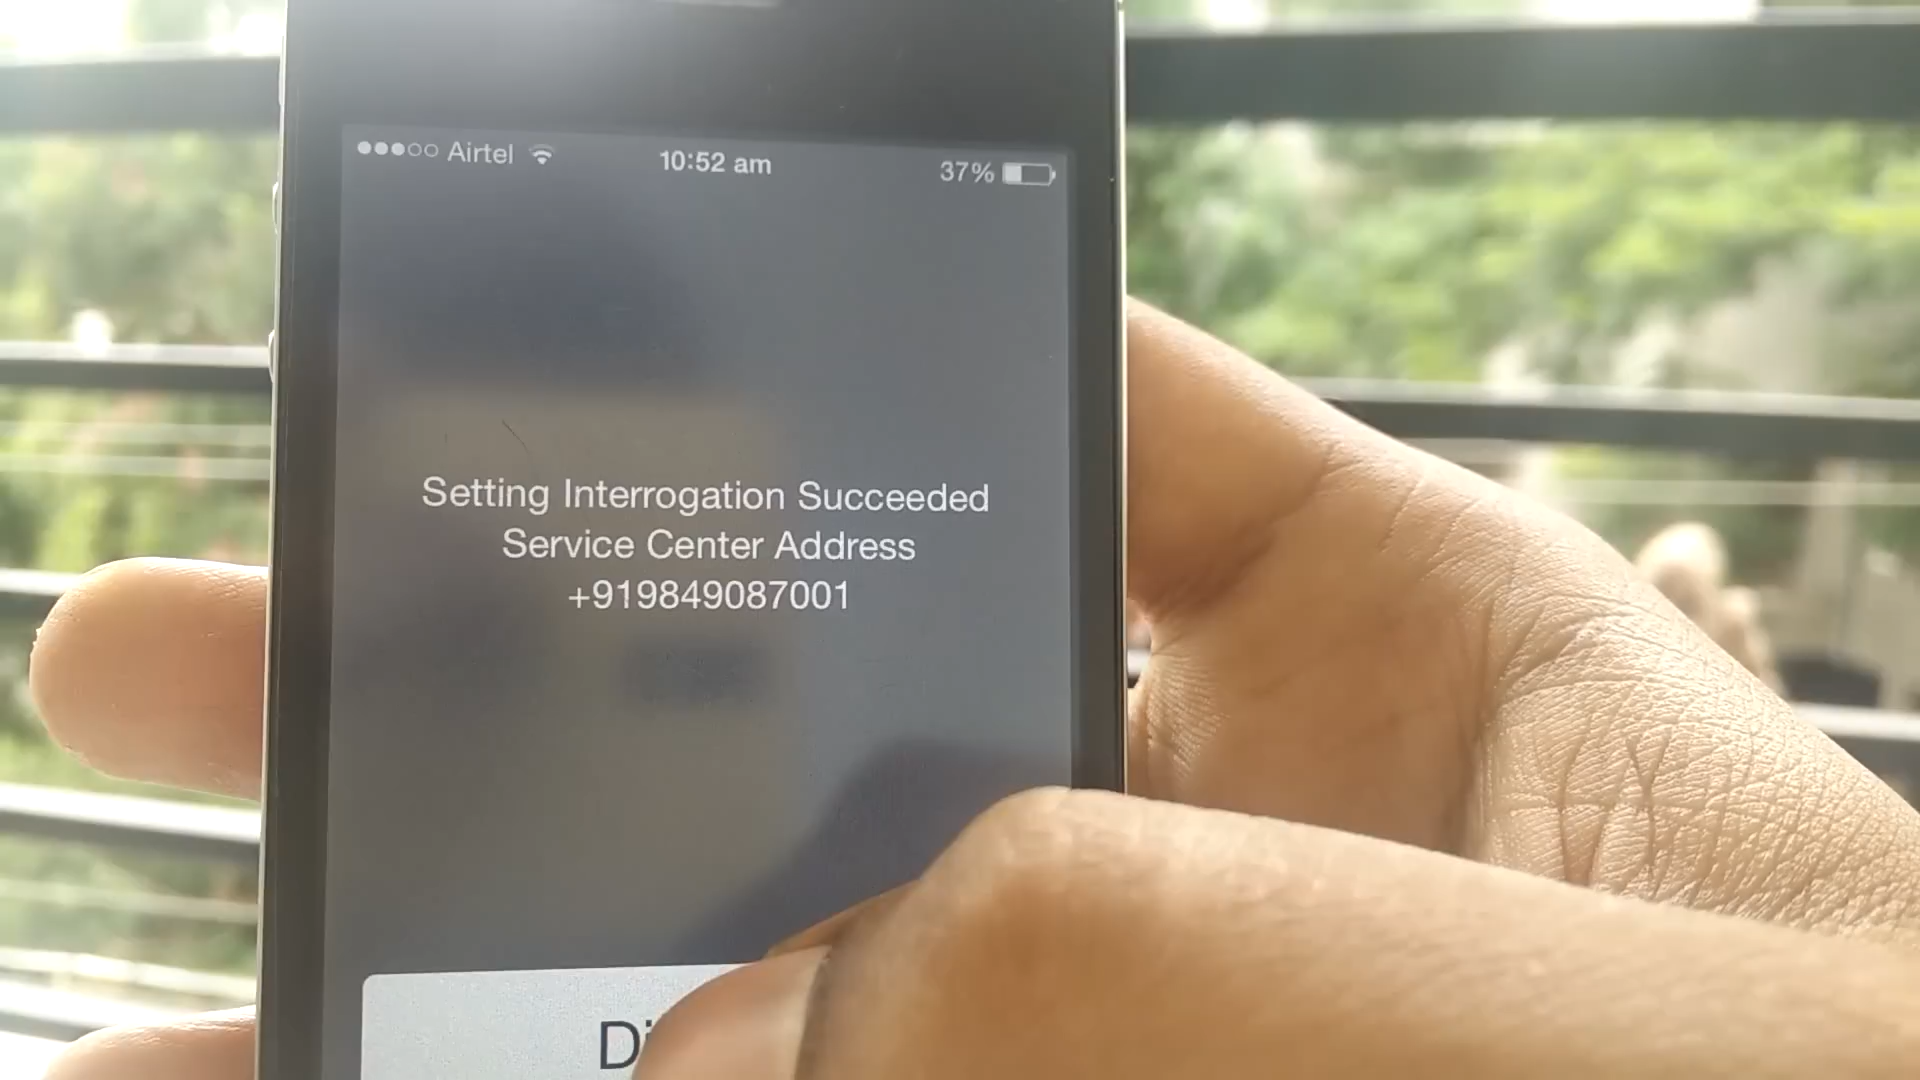 Airtel 10:52 am 37%
Setting Interrogation Succeeded
Service Center Address
+919849087001